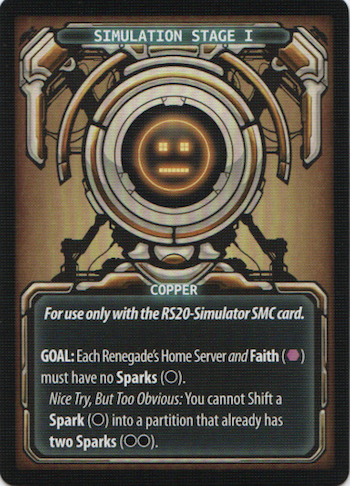 SIMULATION STAGE I
COPPER
For use only with the RS20-Simulator SMC card.
GOAL: Each Renegade's Home Server and Faith (⬣)
must have no Sparks (○).
Nice Try, But Too Obvious: You cannot Shift a
Spark (○) into a partition that already has
two Sparks (○○).